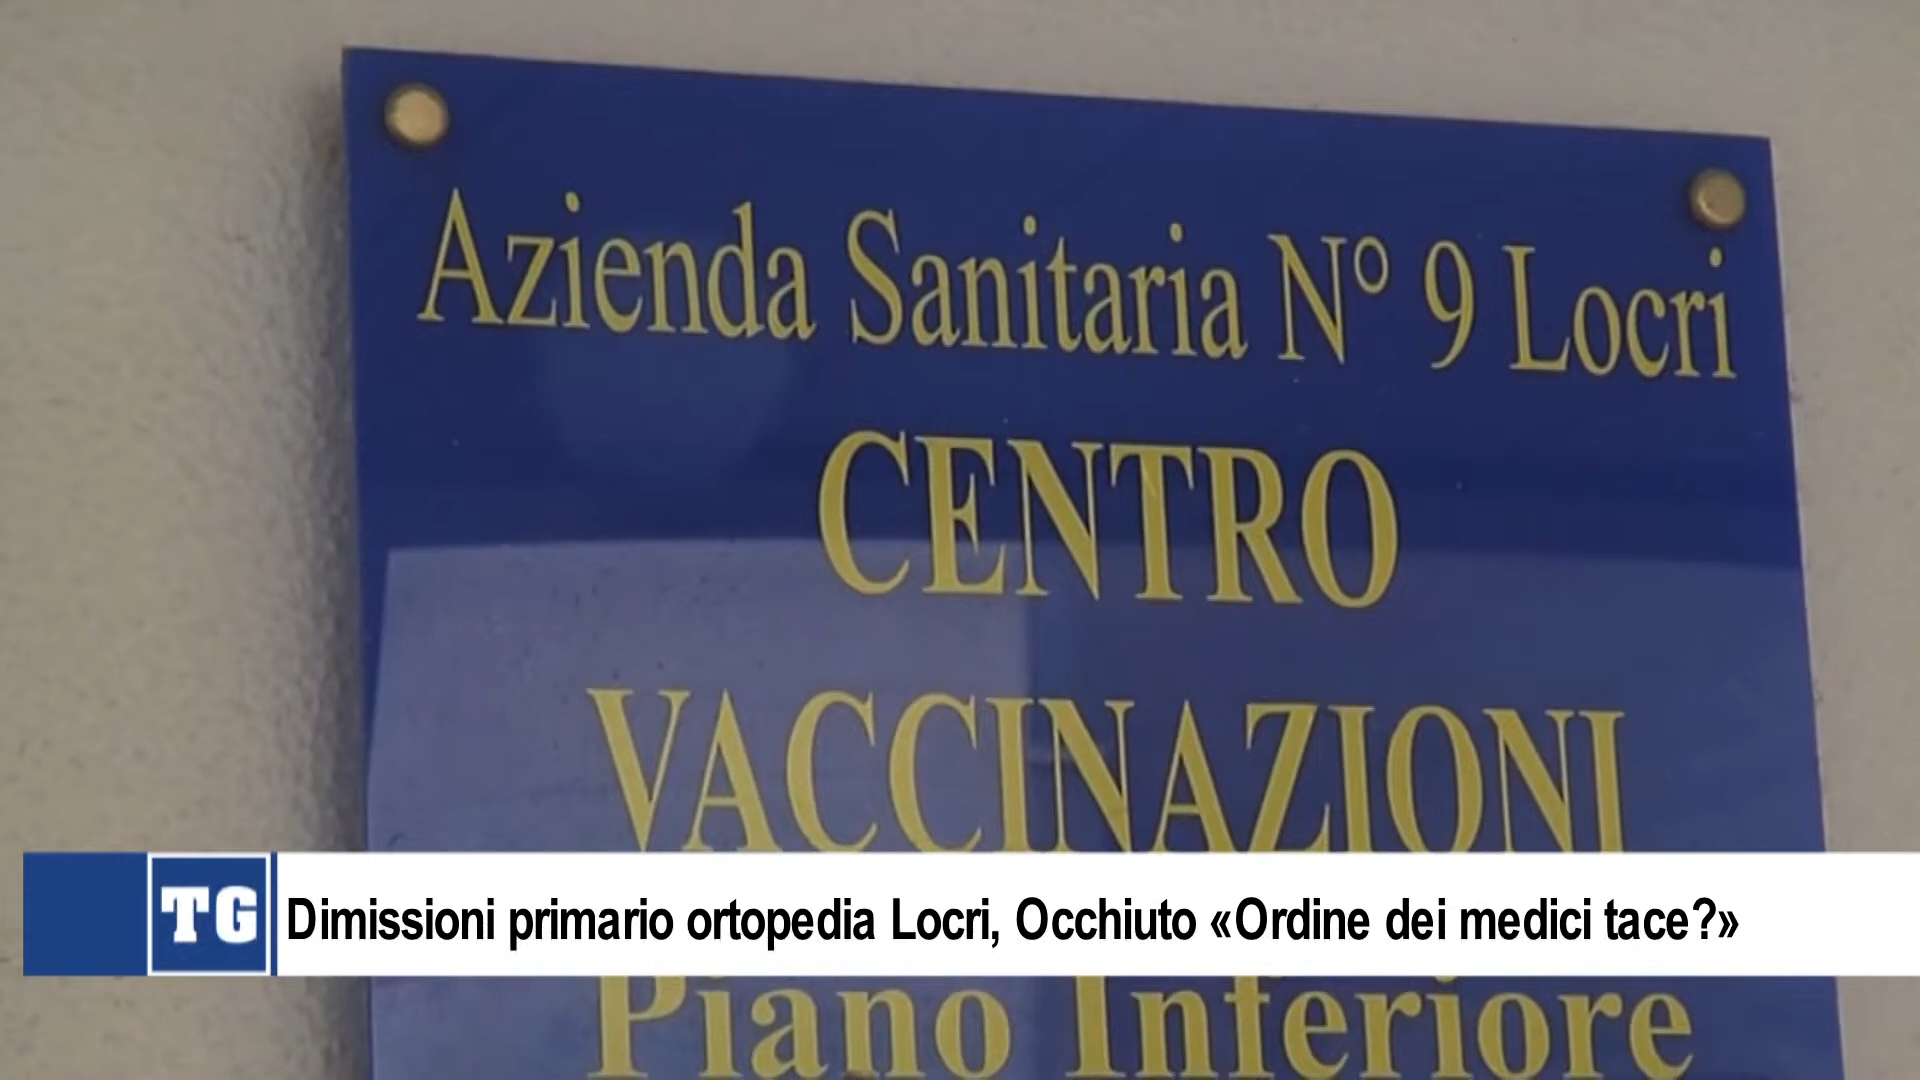 Azienda Sanitaria N° 9 Locri
CENTRO
VACCINAZIONI
TG Dimissioni primario ortopedia Locri, Occhiuto «Ordine dei medici tace?»
Piano Inferiore